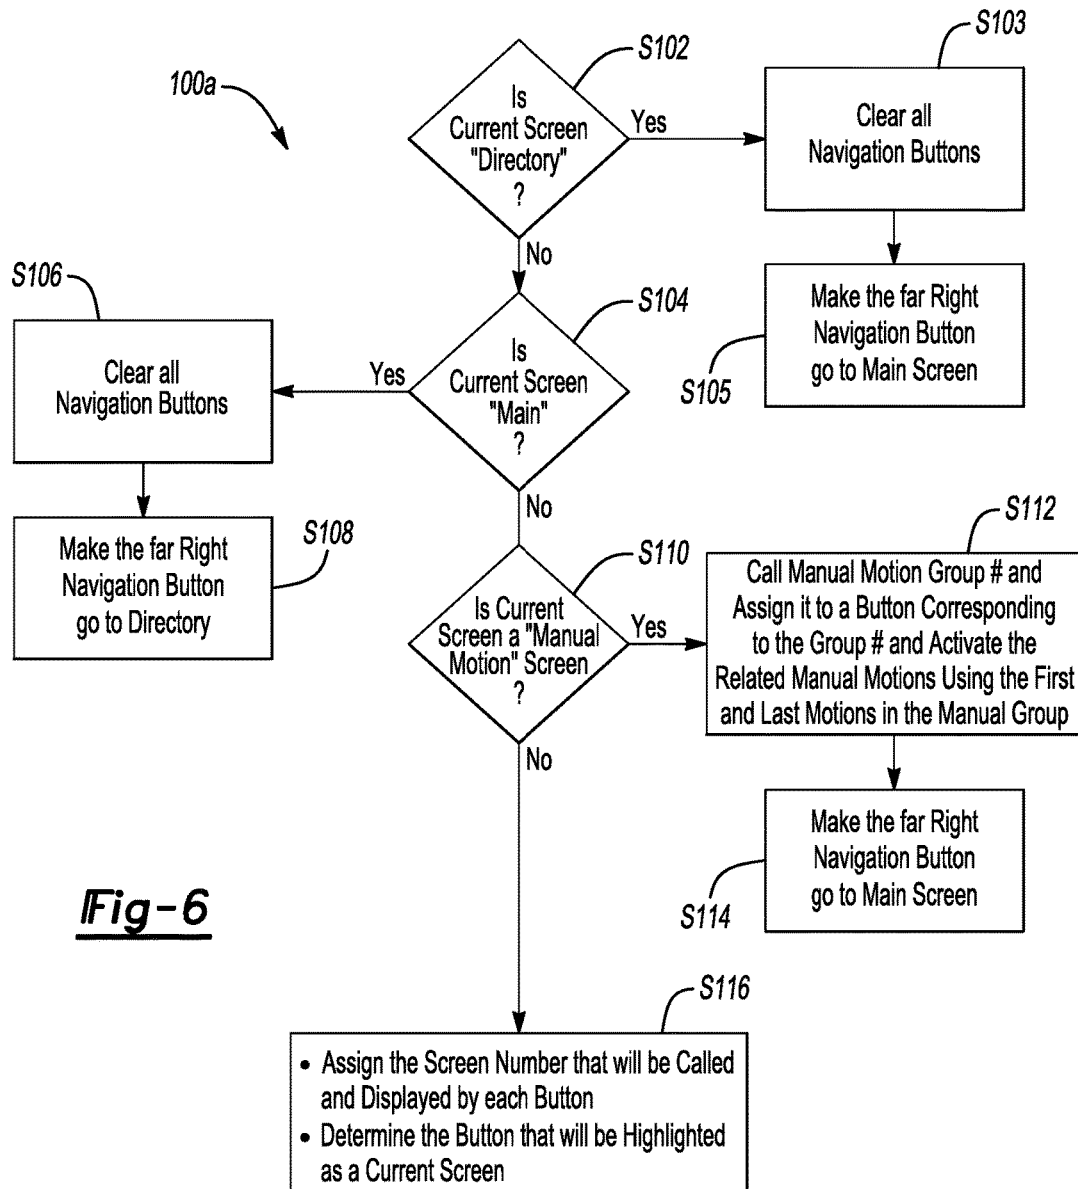 100a
S102
Is
Current Screen
"Directory"
?
Yes
No
S103
Clear all
Navigation Buttons
Make the far Right
Navigation Button
go to Main Screen
S105
S104
Is
Current Screen
"Main"
?
Yes
No
S106
Clear all
Navigation Buttons
Make the far Right
Navigation Button
go to Directory
S108
S110
Is Current
Screen a "Manual
Motion" Screen
?
Yes
No
S112
Call Manual Motion Group # and
Assign it to a Button Corresponding
to the Group # and Activate the
Related Manual Motions Using the First
and Last Motions in the Manual Group
Make the far Right
Navigation Button
go to Main Screen
S114
Fig-6
S116
• Assign the Screen Number that will be Called
and Displayed by each Button
• Determine the Button that will be Highlighted
as a Current Screen